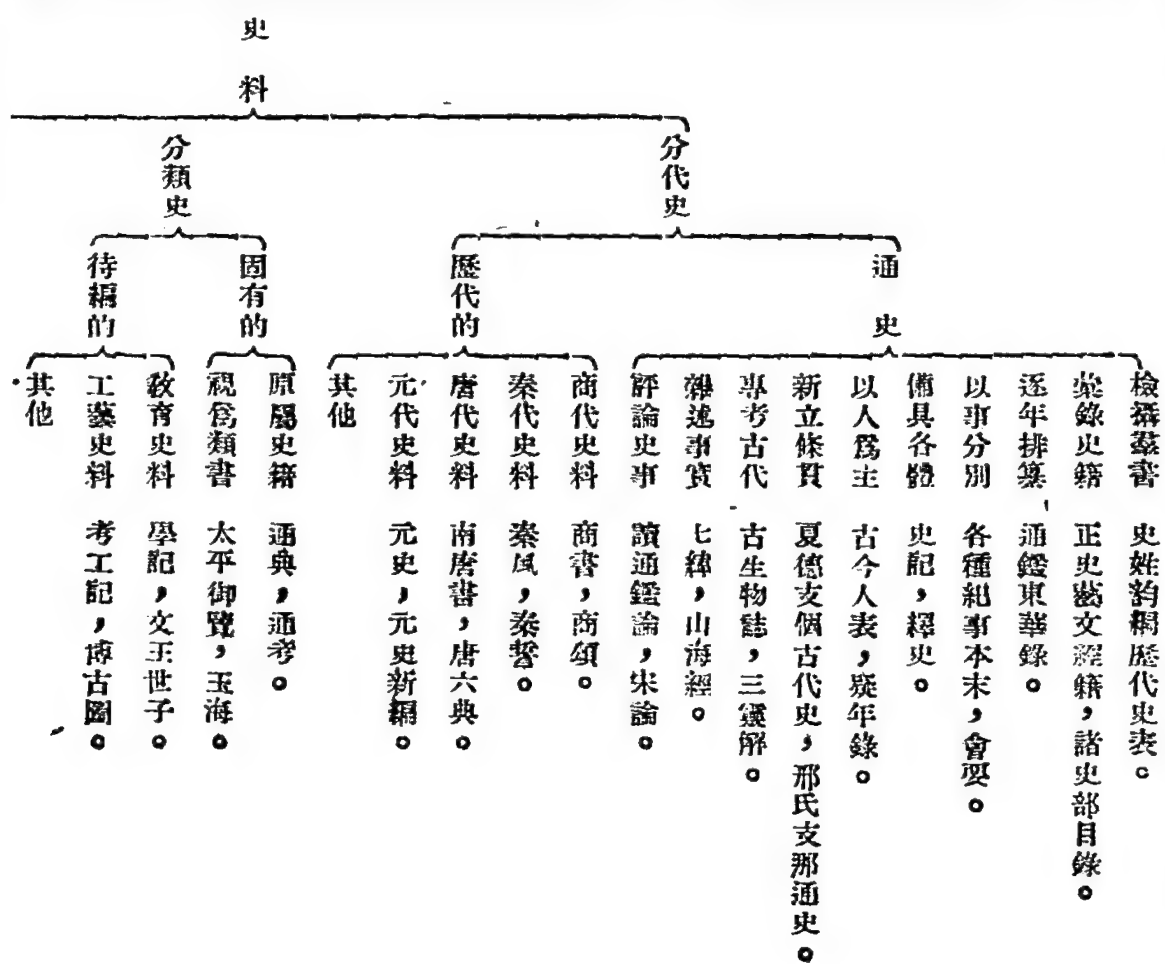 史料
分代史
通史
檢攝羣書 史姓韵編歷代史表。
彙錄史籍 正史藝文經籍,諸史部目錄。
逐年排纂 通鑑東華錄。
以事分別 各種紀事本末,會要。
備具各體 史記,繹史。
以人爲主 古今人表,疑年錄。
新立條貫 夏德支個古代史,那氏支那通史。
專考古代 古生物誌,三靈解。
雜述事實 七緯,山海經。
評論史事 讀通鑑論,宋論。
歷代的
商代史料 商書,商頌。
秦代史料 秦風,秦誓。
唐代史料 南唐書,唐六典。
元代史料 元史,元史新編。
其他
分類史
固有的
原屬史籍 通典,通考。
視爲類書 太平御覽,玉海。
待編的
敎育史料 學記,文王世子。
工藝史料 考工記,博古圖。
其他